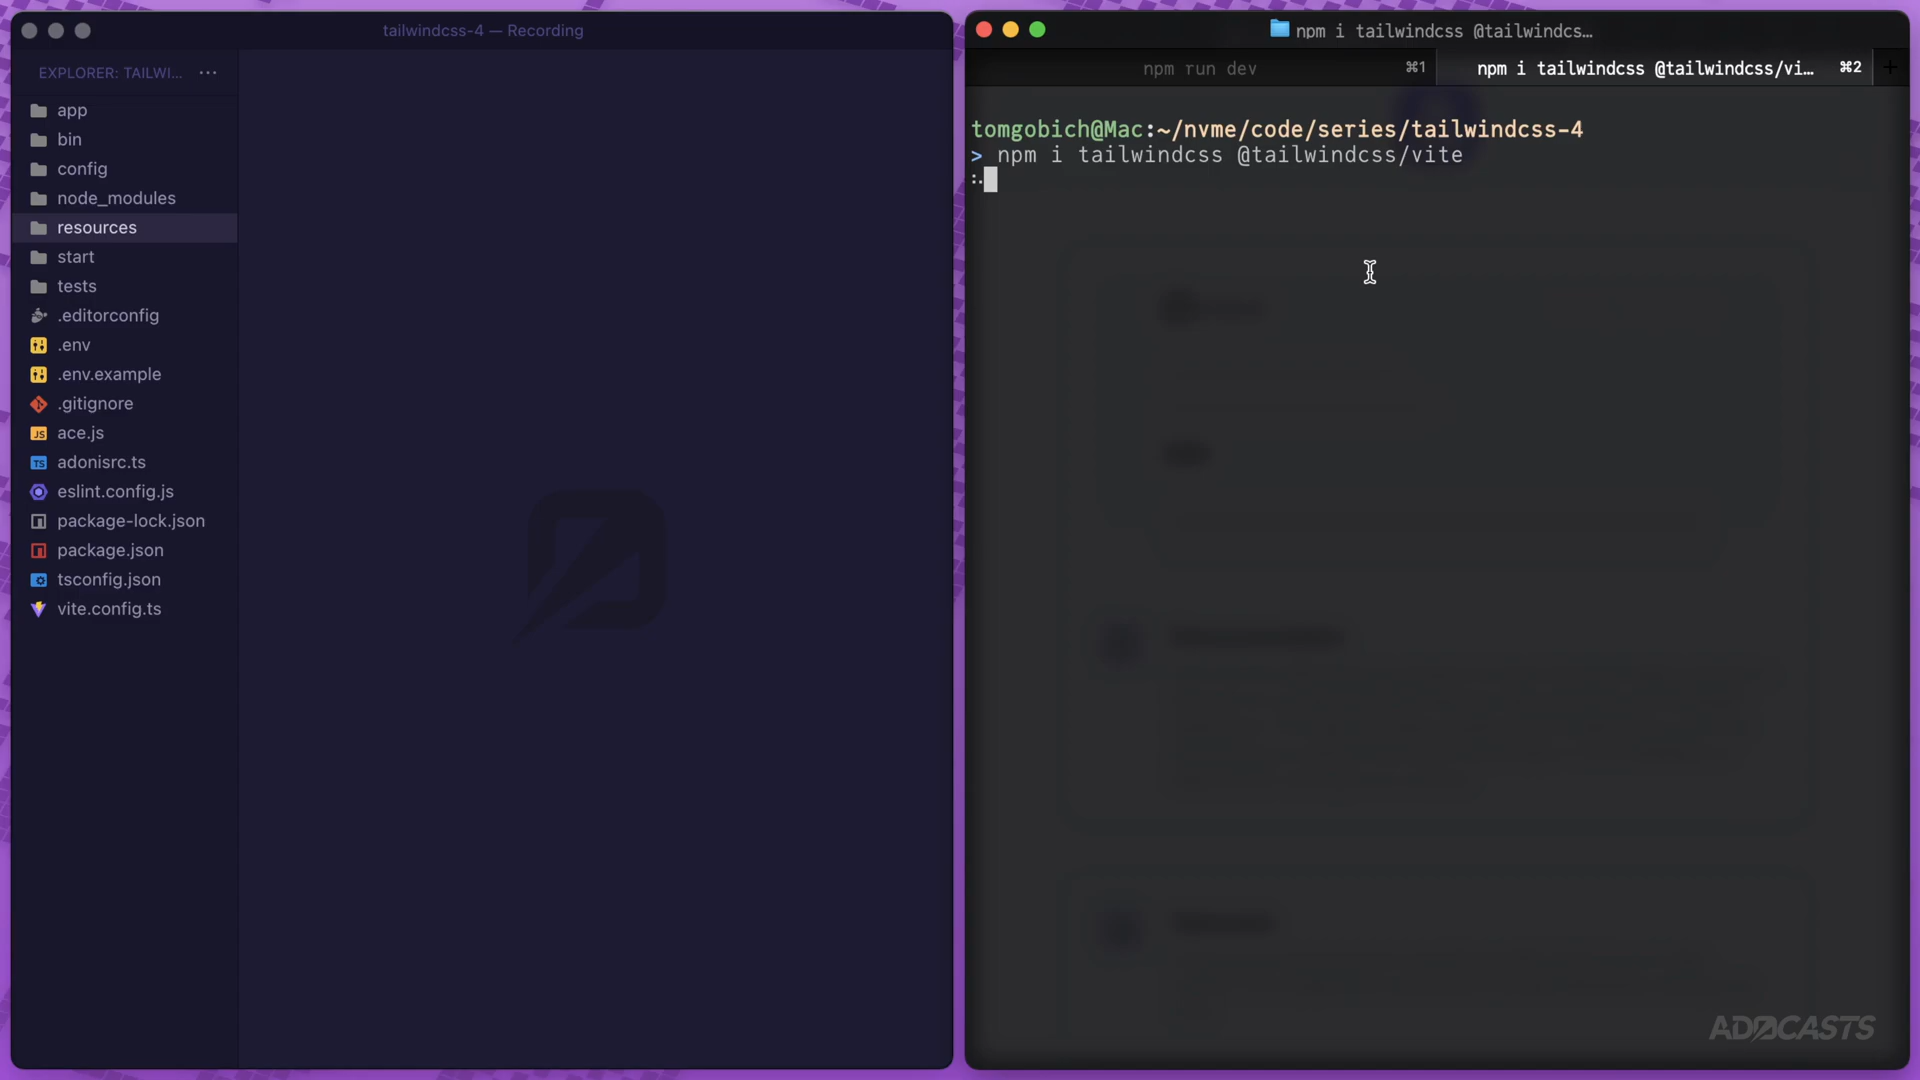 tailwindcss-4 — Recording
EXPLORER: TAILWI... ···
app
bin
config
node_modules
resources
start
tests
.editorconfig
.env
.env.example
.gitignore
ace.js
adonisrc.ts
eslint.config.js
package-lock.json
package.json
tsconfig.json
vite.config.ts
npm i tailwindcss @tailwindcs…
npm run dev ⌘1
npm i tailwindcss @tailwindcss/vi… ⌘2 +
tomgobich@Mac:~/nvme/code/series/tailwindcss-4
> npm i tailwindcss @tailwindcss/vite
ADOCASTS